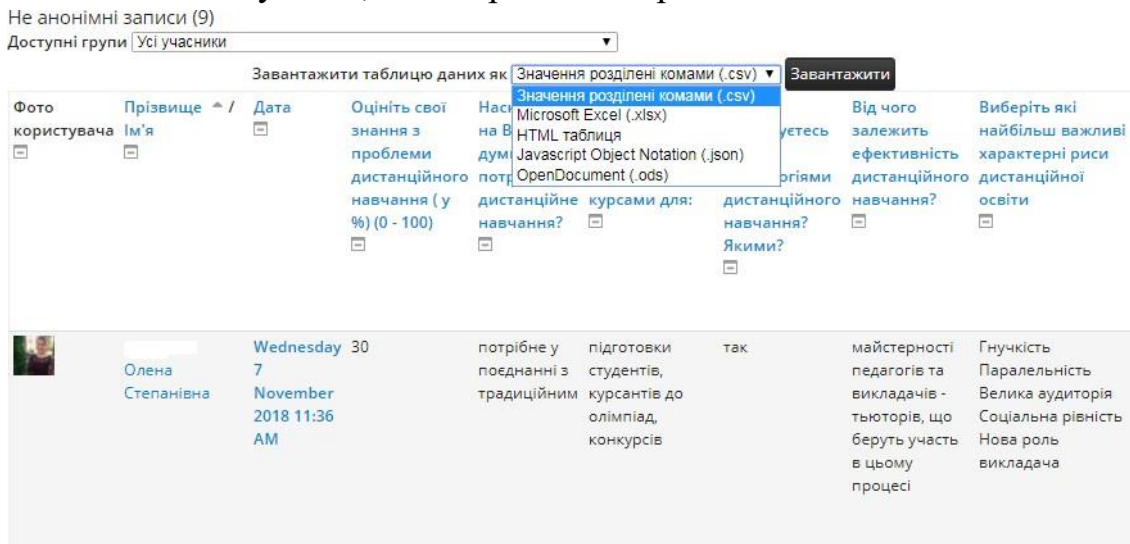 Не анонімні записи (9)
Доступні групи Усі учасники
Завантажити таблицю даних як Значення розділені комами (.csv) Завантажити
Значення розділені комами (.csv)
Microsoft Excel (.xlsx)
HTML таблиця
Javascript Object Notation (.json)
OpenDocument (.ods)
Фото
користувача
Прізвище /
Ім'я
Дата
Оцініть свої
знання з
проблеми
дистанційного
навчання ( у
%) (0 - 100)
на В
дистанційне
навчання?
курсами для:
дистанційного
навчання?
Якими?
Від чого
залежить
ефективність
дистанційного
навчання?
Виберіть які
найбільш важливі
характерні риси
дистанційної
освіти
Олена
Степанівна
Wednesday
7
November
2018 11:36
AM
30
потрібне у
поєднанні з
традиційним
підготовки
студентів,
курсантів до
олімпіад,
конкурсів
так
майстерності
педагогів та
викладачів -
тьюторів, що
беруть участь
в цьому
процесі
Гнучкість
Паралельність
Велика аудиторія
Соціальна рівність
Нова роль
викладача